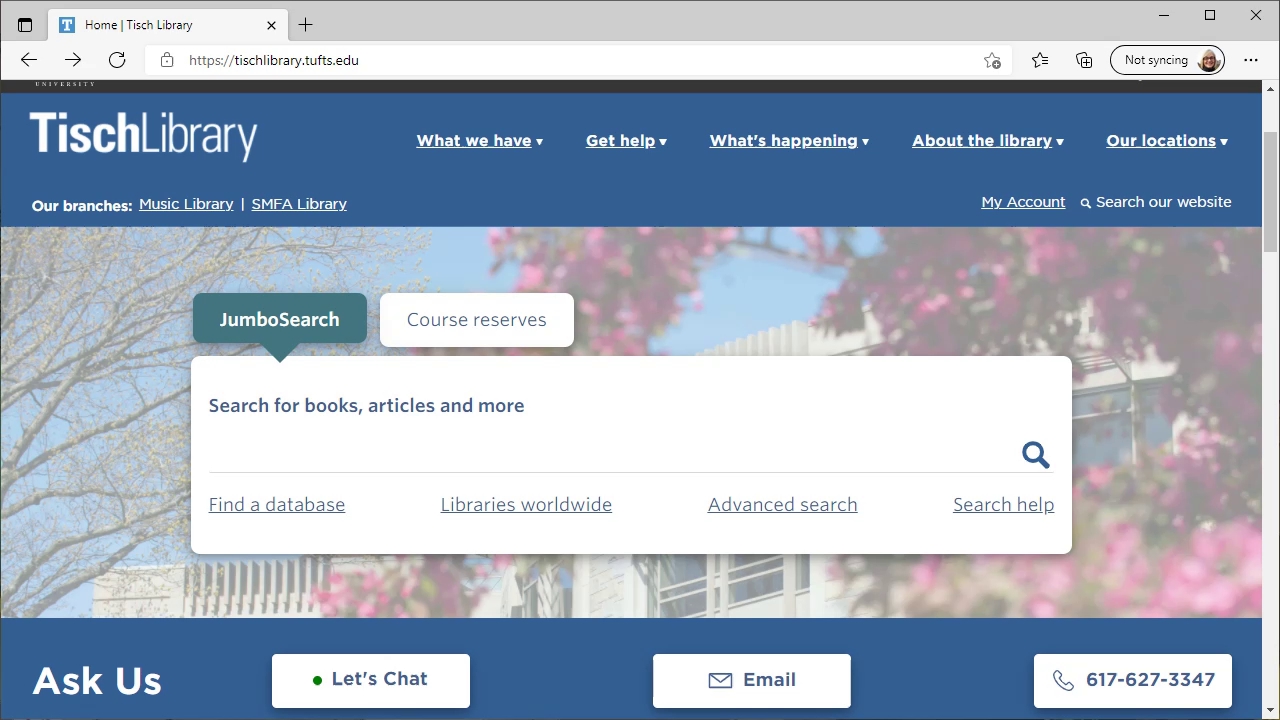 Home | Tisch Library
https://tischlibrary.tufts.edu
Not syncing
UNIVERSITY
TischLibrary
What we have ▾ Get help ▾ What's happening ▾ About the library ▾ Our locations ▾
Our branches: Music Library | SMFA Library
My Account Search our website
JumboSearch Course reserves
Search for books, articles and more
Find a database Libraries worldwide Advanced search Search help
Ask Us Let's Chat Email 617-627-3347